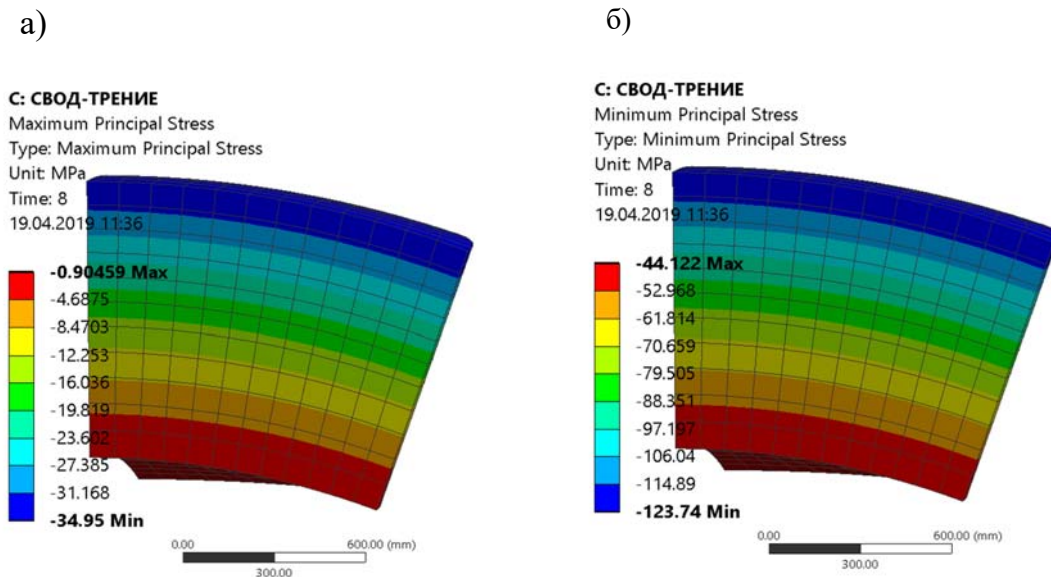 а)
C: СВОД-ТРЕНИЕ
Maximum Principal Stress
Type: Maximum Principal Stress
Unit: MPa
Time: 8
19.04.2019 11:36
-0.90459 Max
-4.6875
-8.4703
-12.253
-16.036
-19.819
-23.602
-27.385
-31.168
-34.95 Min
0.00
600.00 (mm)
300.00
б)
C: СВОД-ТРЕНИЕ
Minimum Principal Stress
Type: Minimum Principal Stress
Unit: MPa
Time: 8
19.04.2019 11:36
-44.122 Max
-52.968
-61.814
-70.659
-79.505
-88.351
-97.197
-106.04
-114.89
-123.74 Min
0.00
600.00 (mm)
300.00